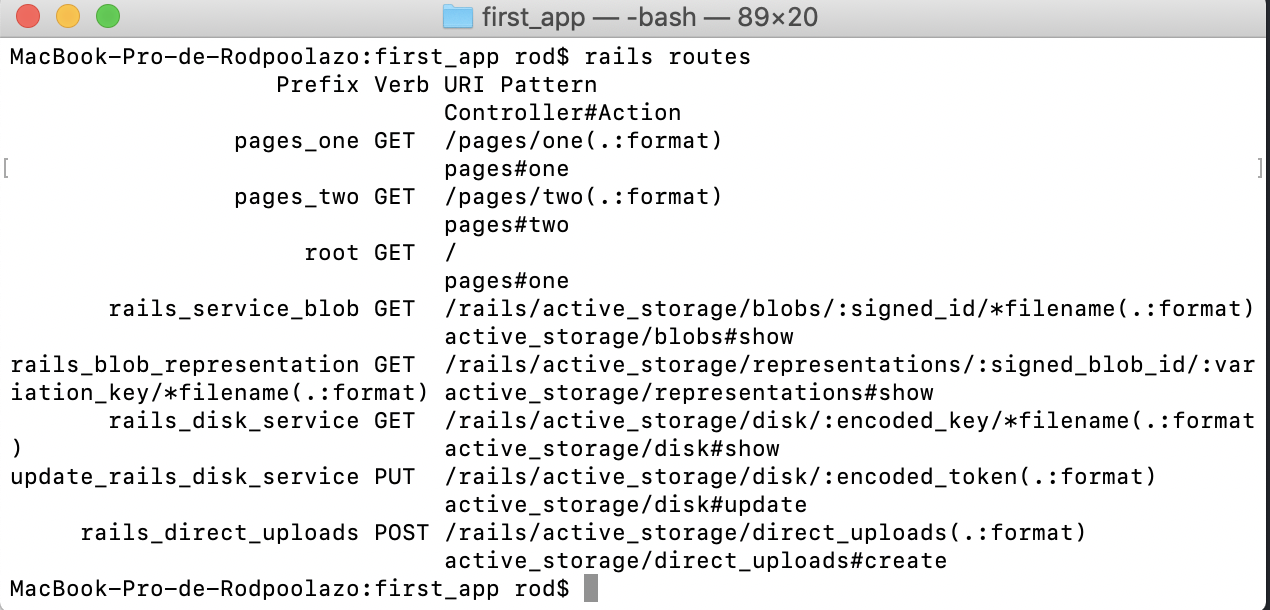 first_app — -bash — 89×20
MacBook-Pro-de-Rodpoolazo:first_app rod$ rails routes
Prefix Verb URI Pattern
Controller#Action
pages_one GET /pages/one(.:format)
pages#one
pages_two GET /pages/two(.:format)
pages#two
root GET /
pages#one
rails_service_blob GET /rails/active_storage/blobs/:signed_id/*filename(.:format)
active_storage/blobs#show
rails_blob_representation GET /rails/active_storage/representations/:signed_blob_id/:var
iation_key/*filename(.:format) active_storage/representations#show
rails_disk_service GET /rails/active_storage/disk/:encoded_key/*filename(.:format
) active_storage/disk#show
update_rails_disk_service PUT /rails/active_storage/disk/:encoded_token(.:format)
active_storage/disk#update
rails_direct_uploads POST /rails/active_storage/direct_uploads(.:format)
active_storage/direct_uploads#create
MacBook-Pro-de-Rodpoolazo:first_app rod$